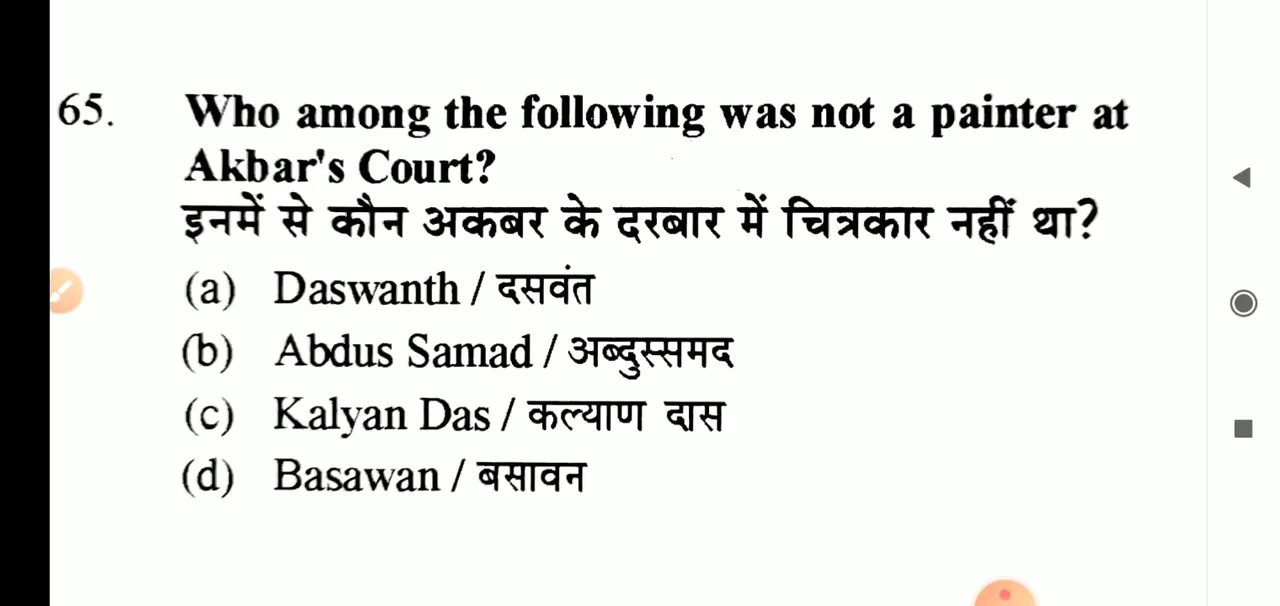 65. Who among the following was not a painter at
Akbar's Court?
इनमें से कौन अकबर के दरबार में चित्रकार नहीं था?
(a) Daswanth / दसवंत
(b) Abdus Samad / अब्दुस्समद
(c) Kalyan Das / कल्याण दास
(d) Basawan / बसावन